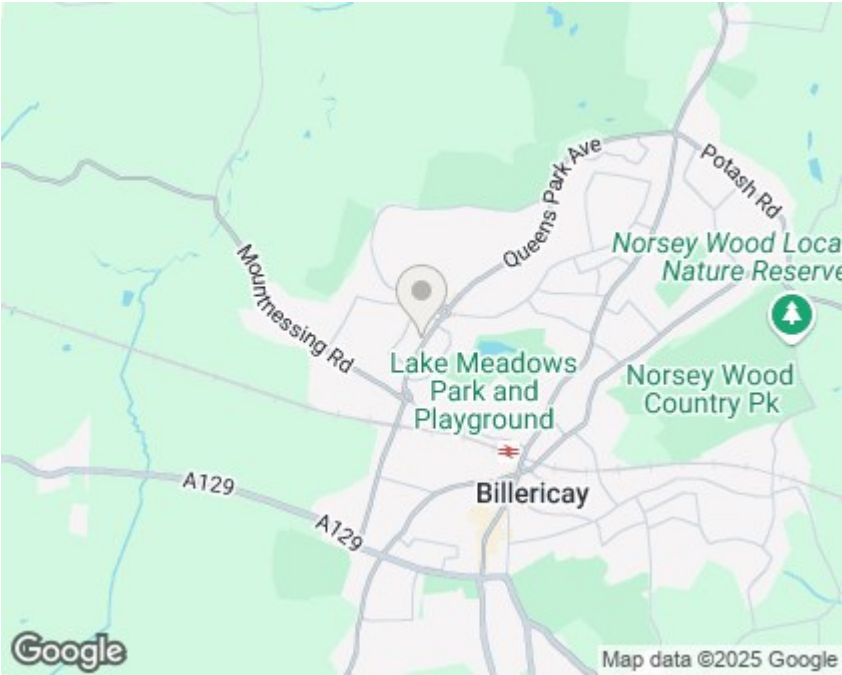 Queens Park Ave
Potash Rd
Norsey Wood Loca
Nature Reserve
Mountnessing Rd
Lake Meadows
Park and
Playground
Norsey Wood
Country Pk
A129
Billericay
A129
Google
Map data ©2025 Google